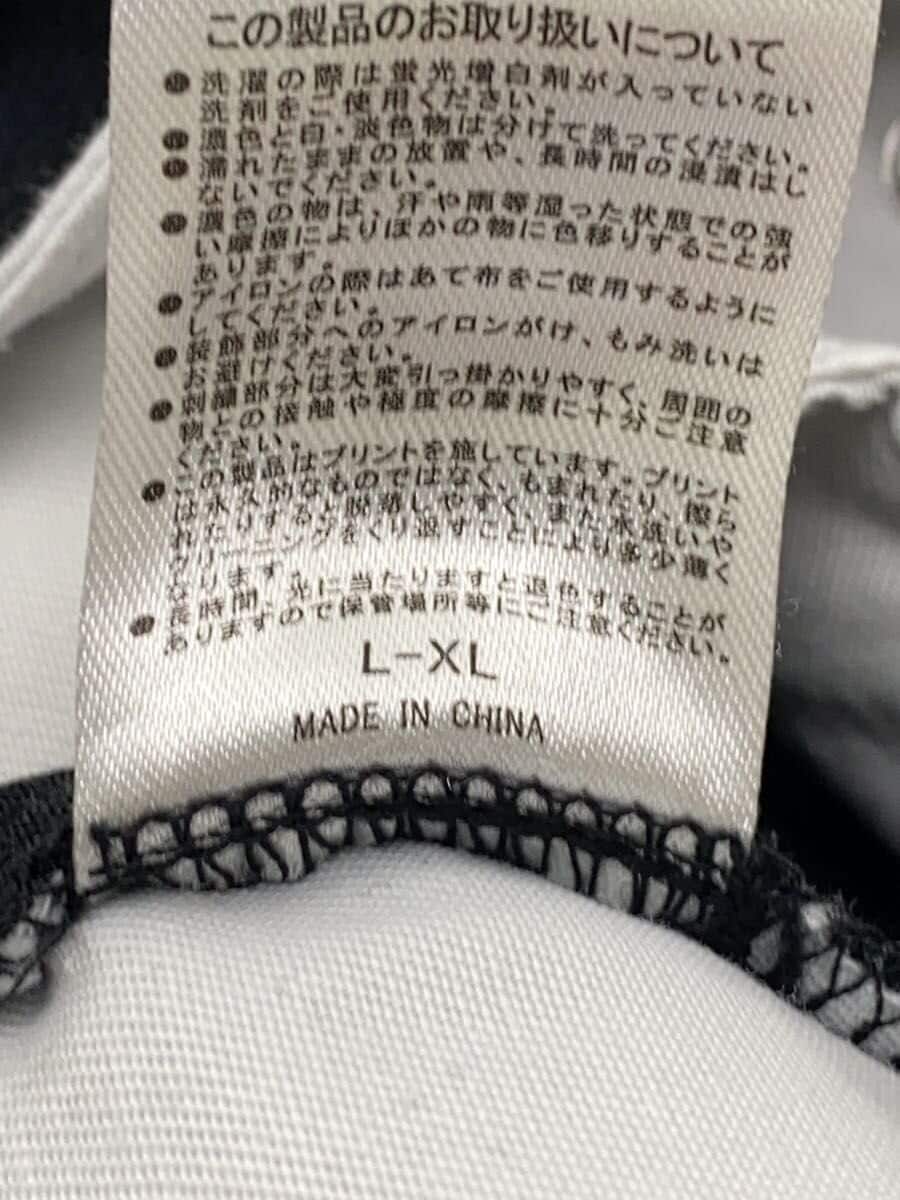 この製品のお取り扱いについて
●洗濯の際は蛍光増白剤が入っていない
洗剤をご使用ください。
●濃色と白・淡色物は分けて洗ってください。
●濡れたままの放置や、長時間の浸漬はし
ないでください。
●濃色の物は、汗や雨等湿った状態での強
い摩擦によりほかの物に色移りすることが
あります。
●アイロンの際はあて布をご使用するように
してください。
●装飾部分へのアイロンがけ、もみ洗いは
お避けください。
●刺繍部分は大変引っ掛かりやすく、周囲の
物との接触や極度の摩擦に十分ご注意
ください。
●この製品はプリントを施しています。プリント
は永久的なものではなく、もまれたり、擦ら
れたりすると脱落しやすく、また水洗いや
クリーニングをくり返すことにより多少薄く
なります。
●長時間、光に当たりますと退色することが
ありますので保管場所等にご注意ください。
L-XL
MADE IN CHINA